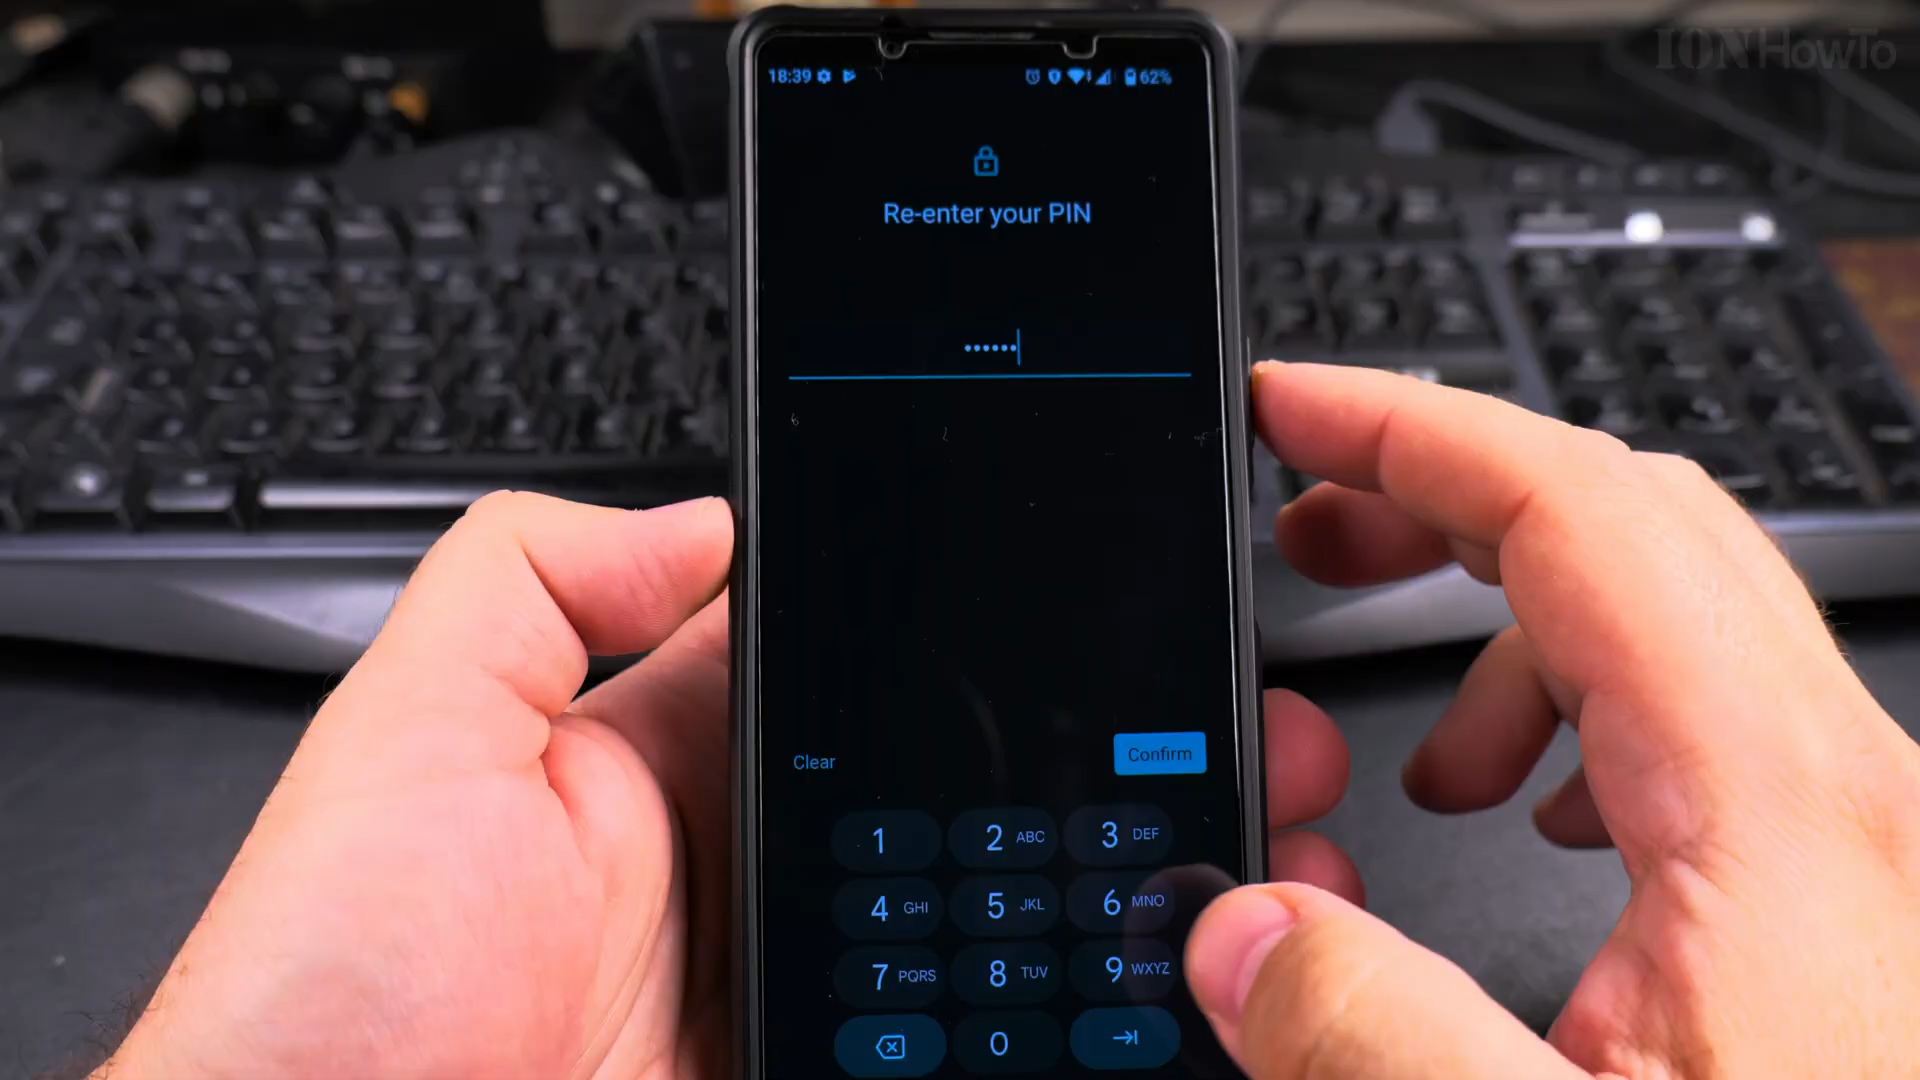 IONHowTo
18:39 62%
Re-enter your PIN
••••••
Clear Confirm
1 2 ABC 3 DEF
4 GHI 5 JKL 6 MNO
7 PQRS 8 TUV 9 WXYZ
0